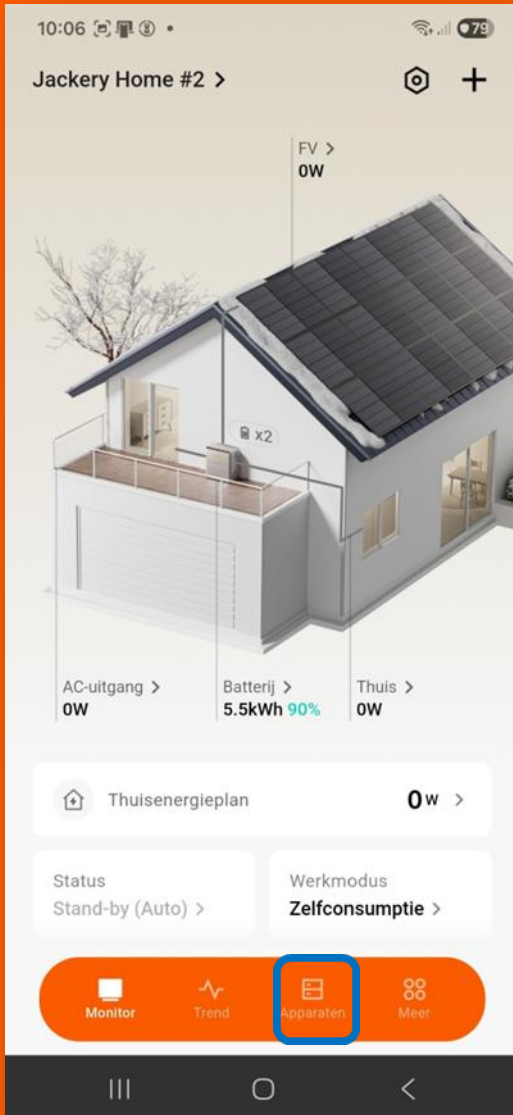 10:06
79
Jackery Home #2 >
FV >
0W
x2
AC-uitgang >
0W
Batterij >
5.5kWh 90%
Thuis >
0W
Thuisenergieplan
0 W >
Status
Stand-by (Auto) >
Werkmodus
Zelfconsumptie >
Monitor
Trend
Apparaten
Meer